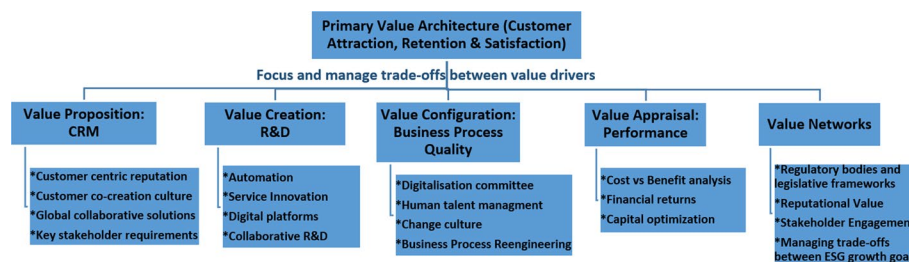 Primary Value Architecture (Customer
Attraction, Retention & Satisfaction)
Focus and manage trade-offs between value drivers
Value Proposition:
CRM
*Customer centric reputation
*Customer co-creation culture
*Global collaborative solutions
*Key stakeholder requirements
Value Creation:
R&D
*Automation
*Service Innovation
*Digital platforms
*Collaborative R&D
Value Configuration:
Business Process
Quality
*Digitalisation committee
*Human talent managment
*Change culture
*Business Process Reengineering
Value Appraisal:
Performance
*Cost vs Benefit analysis
*Financial returns
*Capital optimization
Value Networks
*Regulatory bodies and
legislative frameworks
*Reputational Value
*Stakeholder Engagemen
*Managing trade-offs
between ESG growth goa